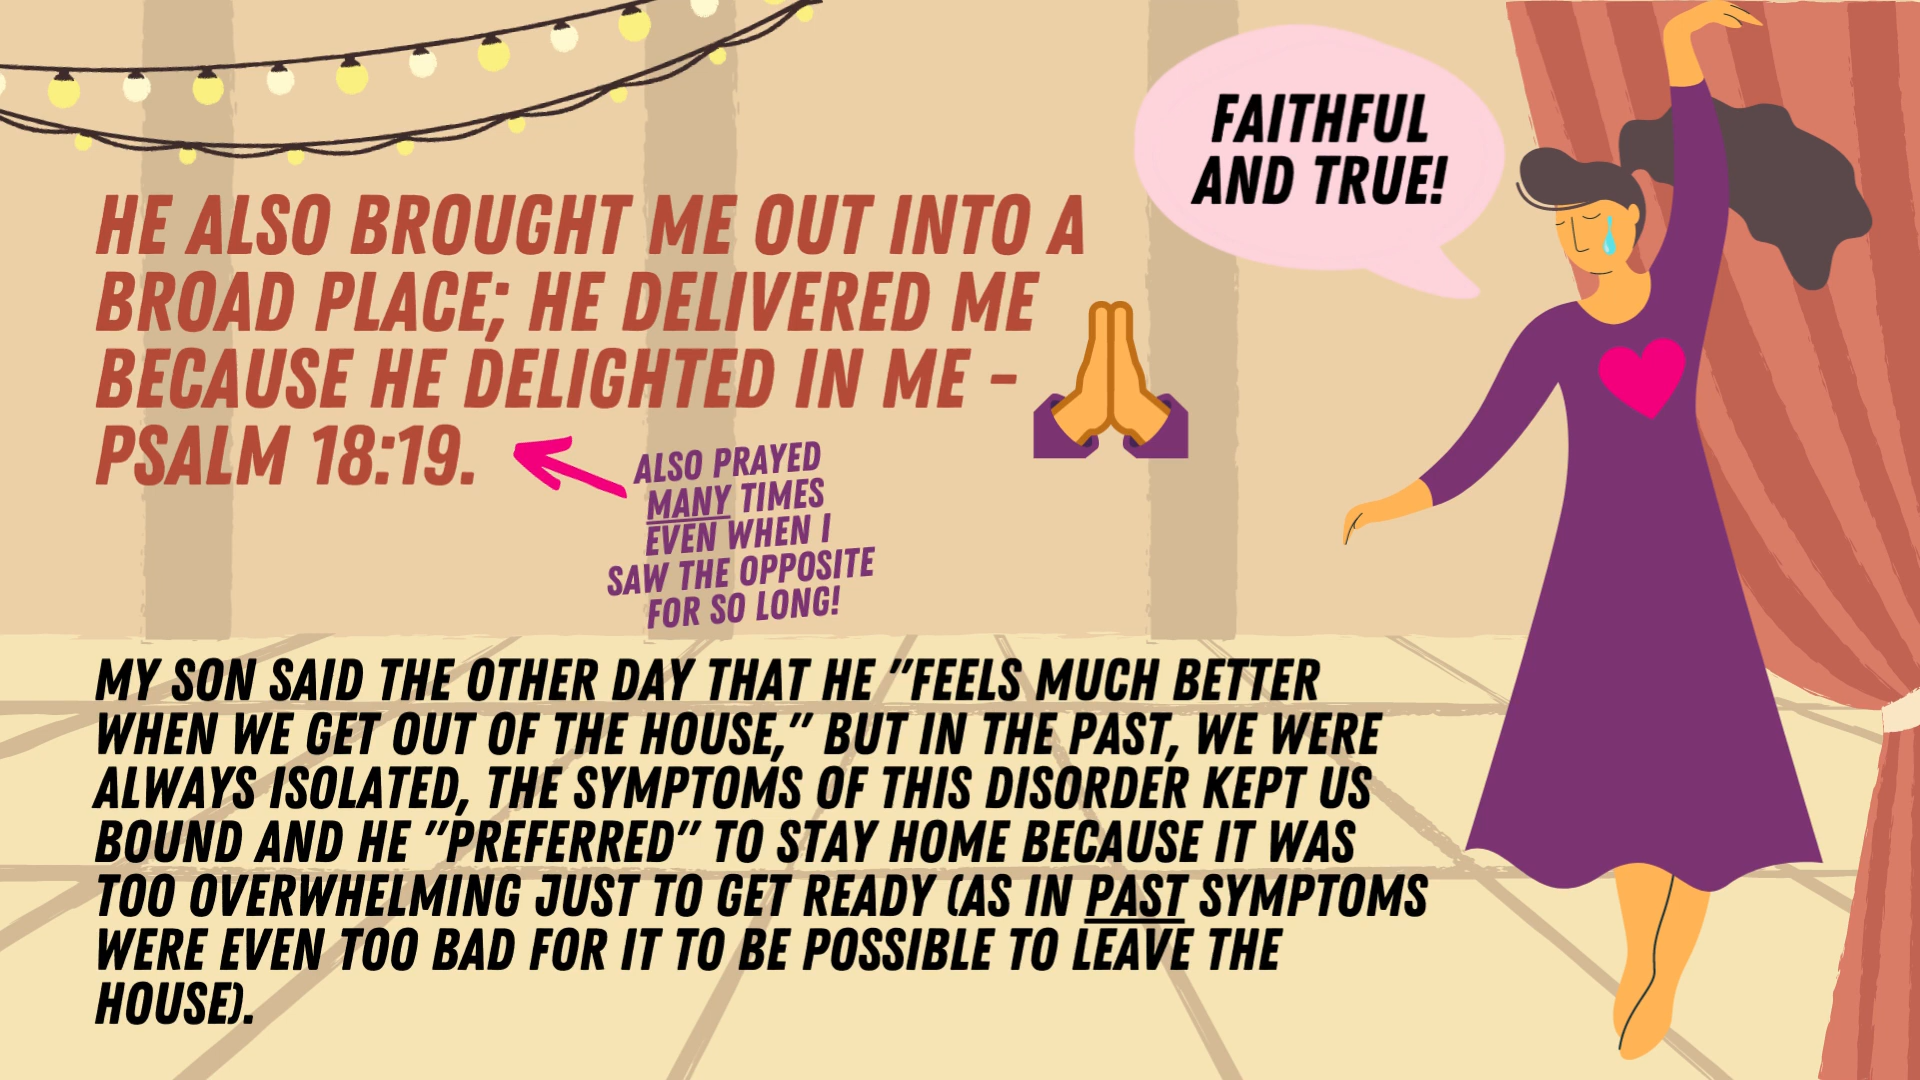 FAITHFUL
AND TRUE!
HE ALSO BROUGHT ME OUT INTO A
BROAD PLACE; HE DELIVERED ME
BECAUSE HE DELIGHTED IN ME -
PSALM 18:19.
ALSO PRAYED
MANY TIMES
EVEN WHEN I
SAW THE OPPOSITE
FOR SO LONG!
MY SON SAID THE OTHER DAY THAT HE "FEELS MUCH BETTER
WHEN WE GET OUT OF THE HOUSE," BUT IN THE PAST, WE WERE
ALWAYS ISOLATED, THE SYMPTOMS OF THIS DISORDER KEPT US
BOUND AND HE "PREFERRED" TO STAY HOME BECAUSE IT WAS
TOO OVERWHELMING JUST TO GET READY (AS IN PAST SYMPTOMS
WERE EVEN TOO BAD FOR IT TO BE POSSIBLE TO LEAVE THE
HOUSE).